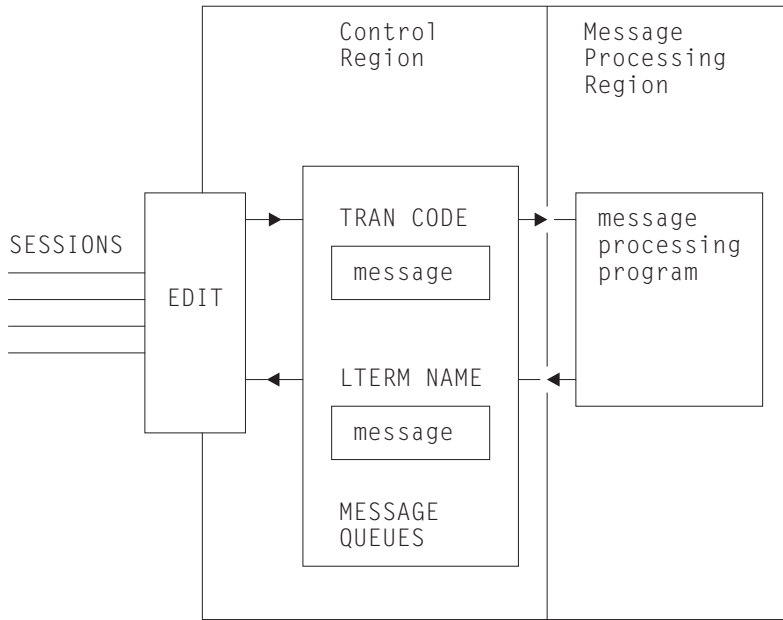 Control
Region
Message
Processing
Region
SESSIONS
EDIT
TRAN CODE
message
LTERM NAME
message
MESSAGE
QUEUES
message
processing
program